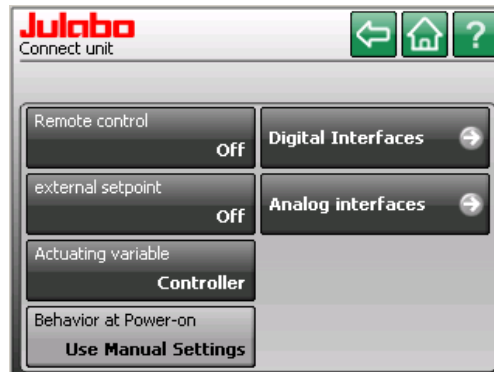 Julabo
Connect unit
?
Remote control
Off
Digital Interfaces
external setpoint
Off
Analog interfaces
Actuating variable
Controller
Behavior at Power-on
Use Manual Settings